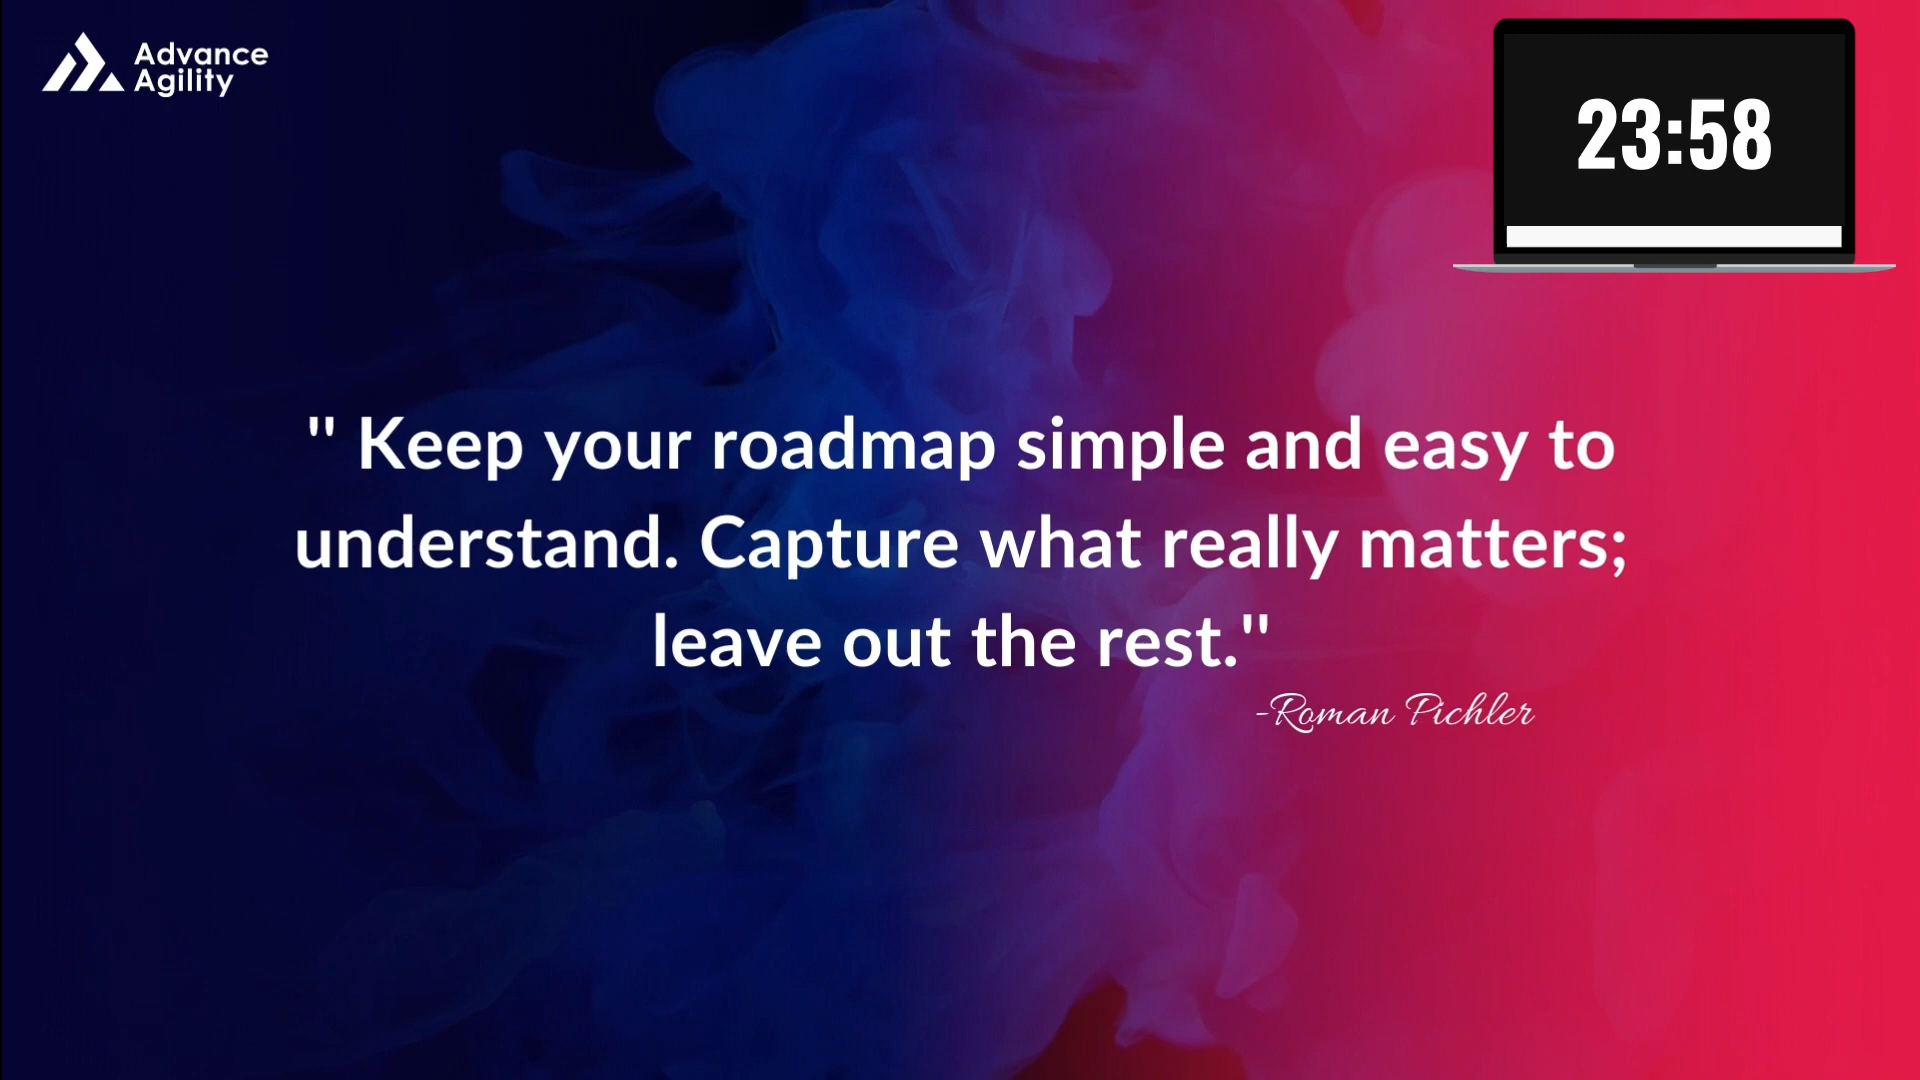 Advance
Agility
23:58
" Keep your roadmap simple and easy to
understand. Capture what really matters;
leave out the rest."
-Roman Pichler